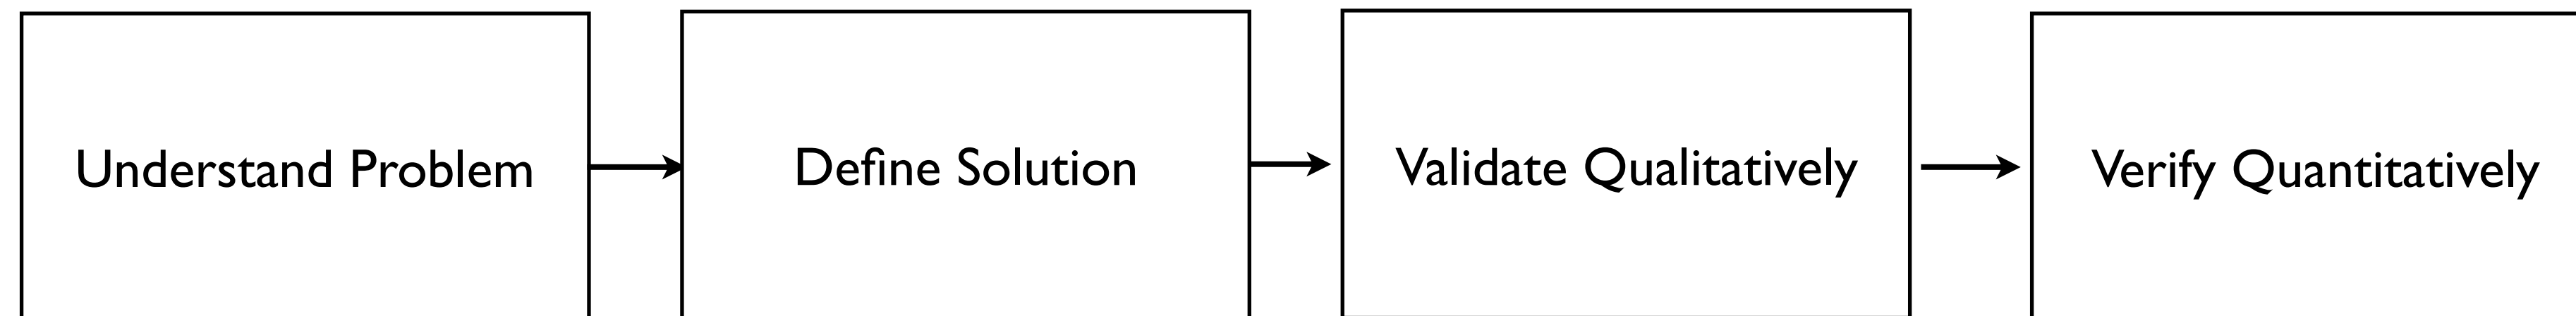 Understand Problem
Define Solution
Validate Qualitatively
Verify Quantitatively